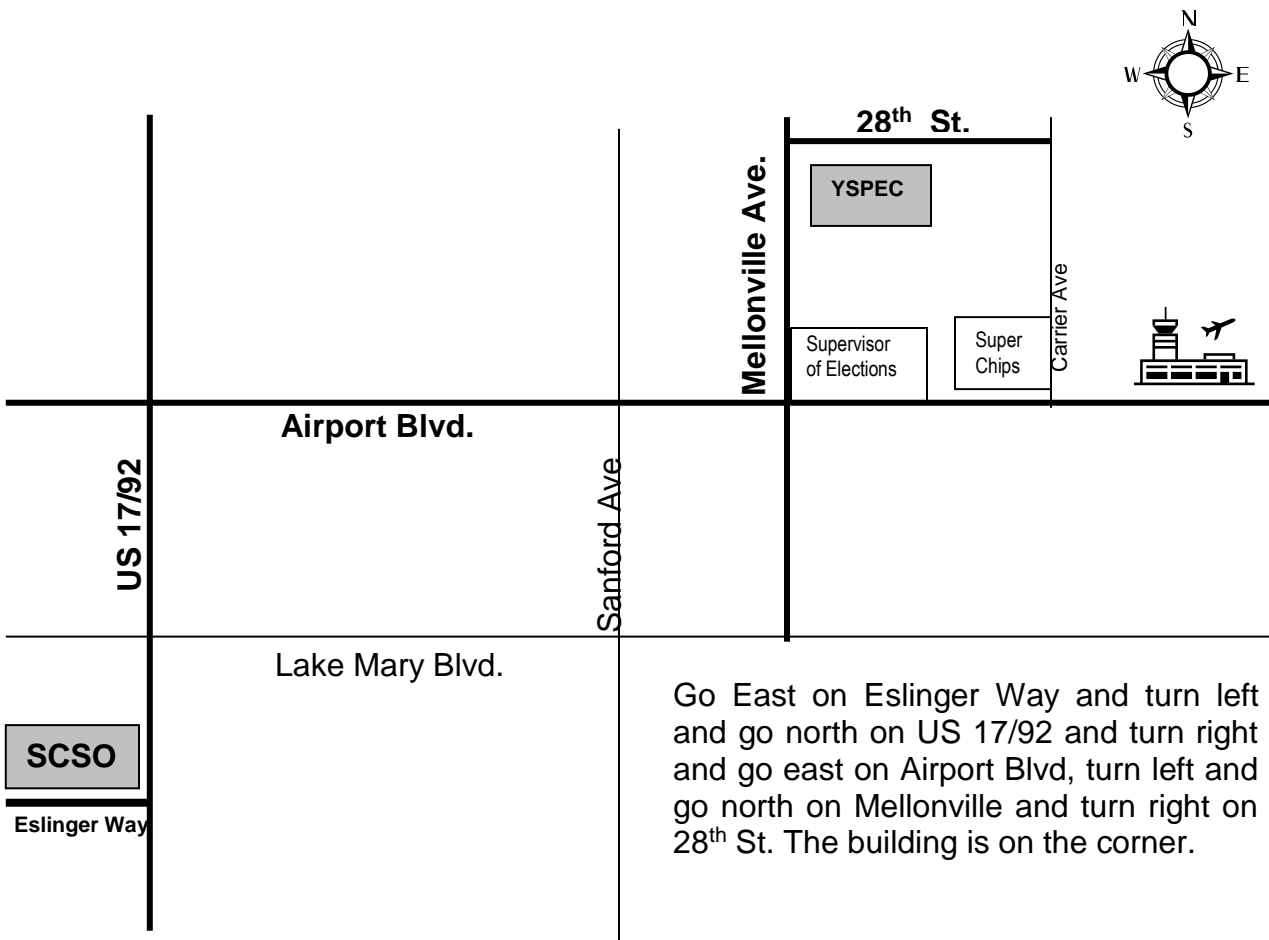 N
W E
S
28th St.
Mellonville Ave.
YSPEC
Carrier Ave
Supervisor
of Elections
Super
Chips
Airport Blvd.
US 17/92
Sanford Ave
Lake Mary Blvd.
SCSO
Eslinger Way
Go East on Eslinger Way and turn left
and go north on US 17/92 and turn right
and go east on Airport Blvd, turn left and
go north on Mellonville and turn right on
28th St. The building is on the corner.